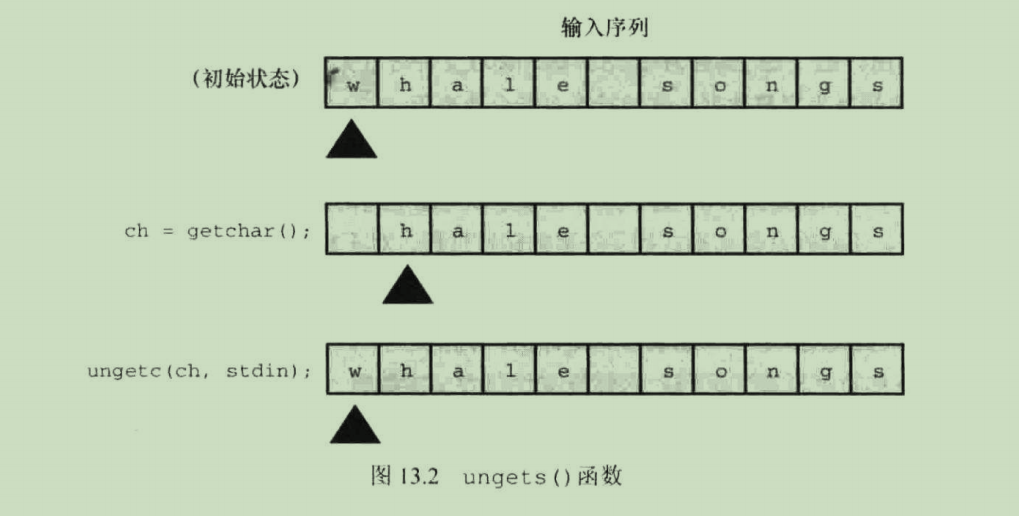 输入序列
(初始状态) w h a l e s o n g s
ch = getchar(); h a l e s o n g s
ungetc(ch, stdin); w h a l e s o n g s
图 13.2 ungets()函数